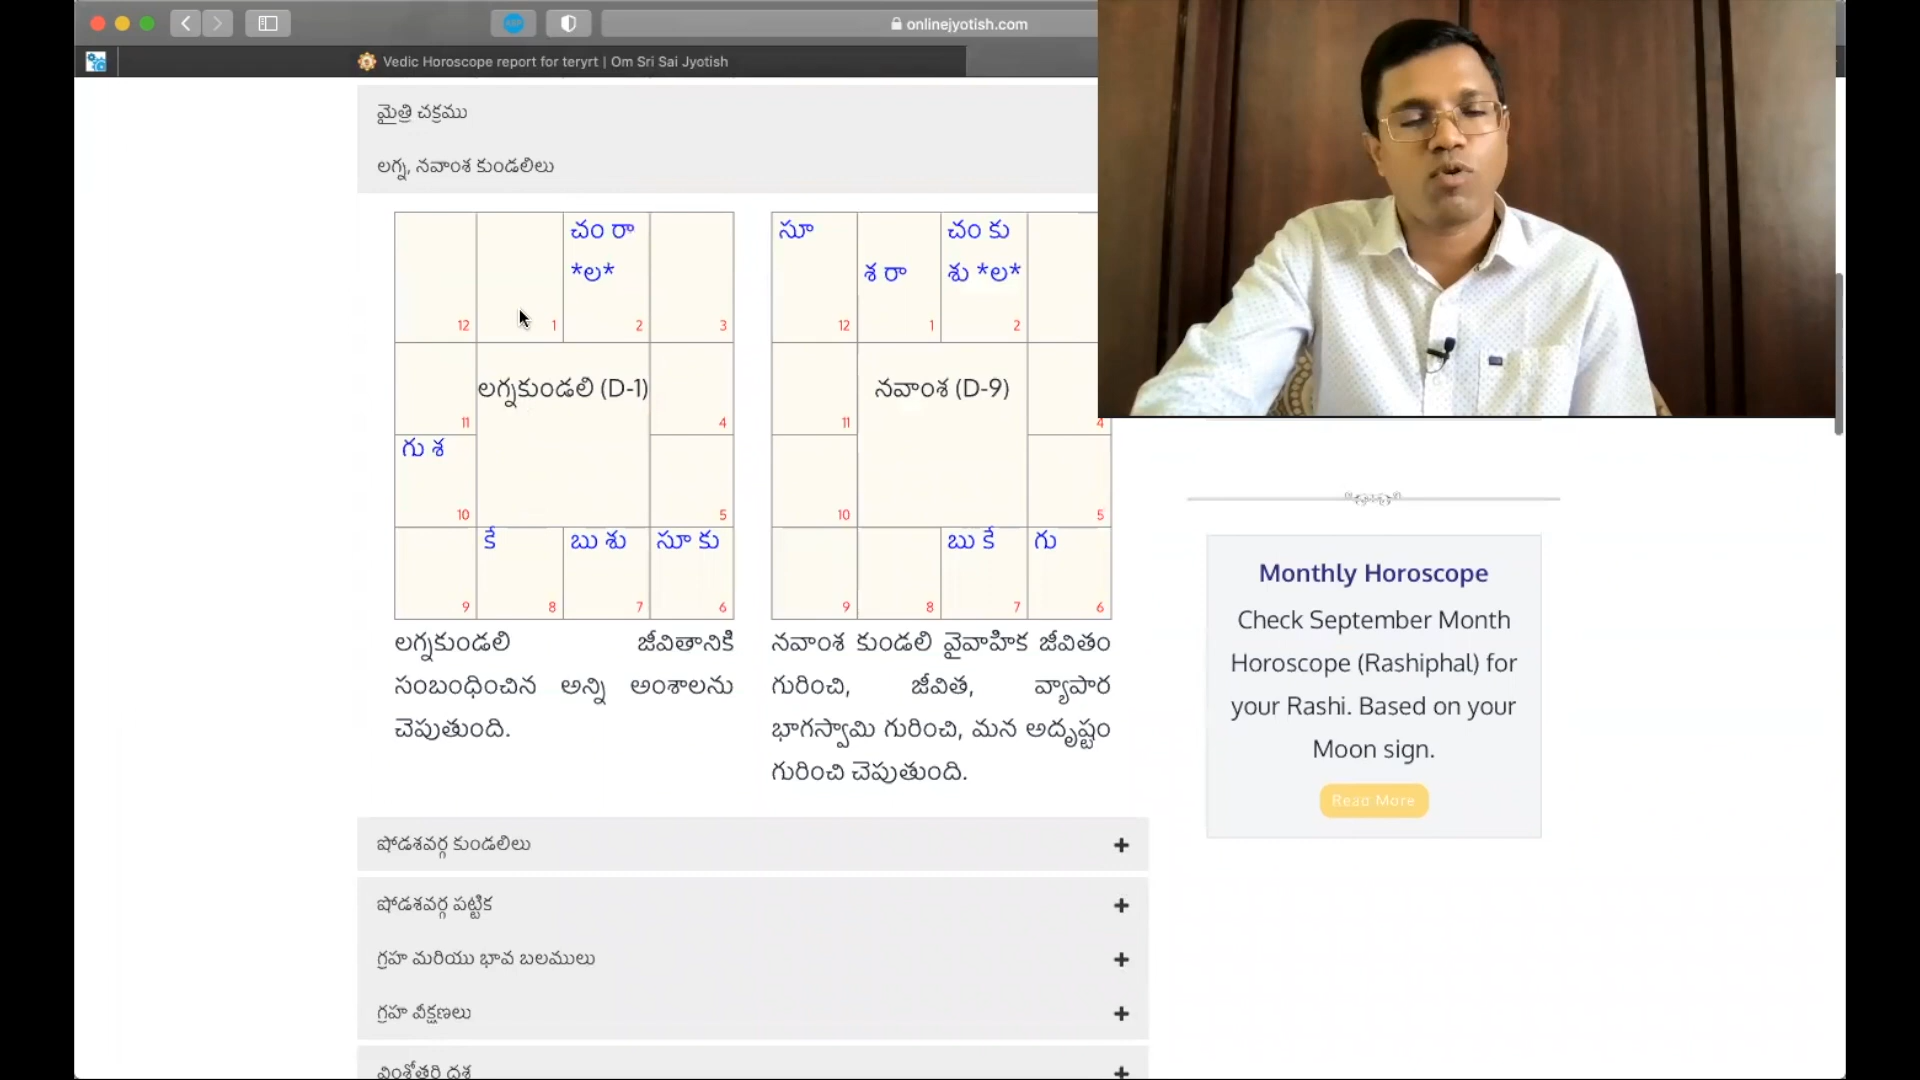 onlinejyotish.com
Vedic Horoscope report for teryrt | Om Sri Sai Jyotish
మైత్రి చక్రము
లగ్న, నవాంశ కుండలిలు
చం రా
*ల*
12
1
2
3
లగ్నకుండలి (D-1)
11
4
గు శ
10
5
కే
బు శు
సూ కు
9
8
7
6
సూ
చం కు
శ రా
శు *ల*
12
1
2
నవాంశ (D-9)
11
4
10
5
బు కే
గు
9
8
7
6
లగ్నకుండలి జీవితానికి
సంబంధించిన అన్ని అంశాలను
చెపుతుంది.
నవాంశ కుండలి వైవాహిక జీవితం
గురించి, జీవిత, వ్యాపార
భాగస్వామి గురించి, మన అదృష్టం
గురించి చెపుతుంది.
షోడశవర్గ కుండలిలు
షోడశవర్గ పట్టిక
గ్రహ మరియు భావ బలములు
గ్రహ వీక్షణలు
వింశోతరి దశ
Monthly Horoscope
Check September Month
Horoscope (Rashiphal) for
your Rashi. Based on your
Moon sign.
Read More